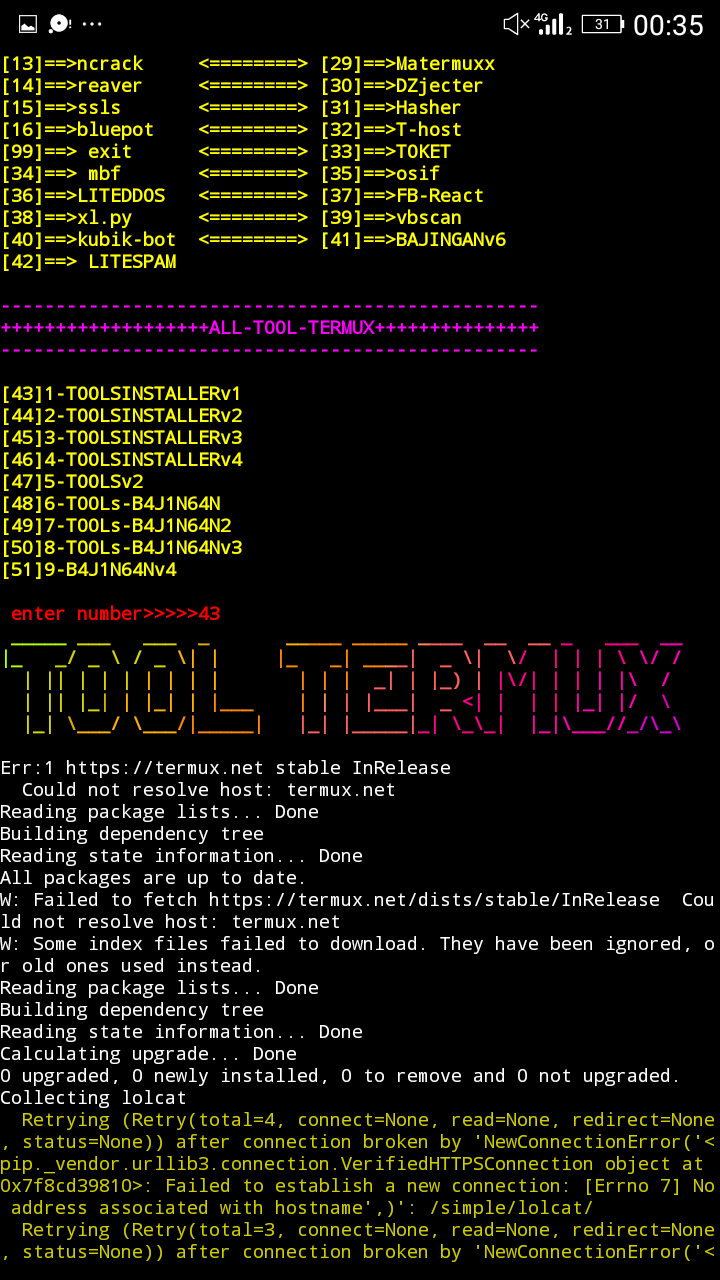 31 00:35
4G 2
[13]==>ncrack     <========> [29]==>Matermuxx
[14]==>reaver     <========> [30]==>DZjecter
[15]==>ssls       <========> [31]==>Hasher
[16]==>bluepot    <========> [32]==>T-host
[99]==> exit      <========> [33]==>TOKET
[34]==> mbf       <========> [35]==>osif
[36]==>LITEDDOS   <========> [37]==>FB-React
[38]==>xl.py      <========> [39]==>vbscan
[40]==>kubik-bot  <========> [41]==>BAJINGANv6
[42]==> LITESPAM
-------------------------------------------------
+++++++++++++++++++ALL-TOOL-TERMUX+++++++++++++++
-------------------------------------------------
[43]1-TOOLSINSTALLERv1
[44]2-TOOLSINSTALLERv2
[45]3-TOOLSINSTALLERv3
[46]4-TOOLSINSTALLERv4
[47]5-TOOLSv2
[48]6-TOOLs-B4J1N64N
[49]7-TOOLs-B4J1N64N2
[50]8-TOOLs-B4J1N64Nv3
[51]9-B4J1N64Nv4
enter number>>>>>43
TOOL TERMUX
Err:1 https://termux.net stable InRelease
  Could not resolve host: termux.net
Reading package lists... Done
Building dependency tree
Reading state information... Done
All packages are up to date.
W: Failed to fetch https://termux.net/dists/stable/InRelease  Cou
ld not resolve host: termux.net
W: Some index files failed to download. They have been ignored, o
r old ones used instead.
Reading package lists... Done
Building dependency tree
Reading state information... Done
Calculating upgrade... Done
0 upgraded, 0 newly installed, 0 to remove and 0 not upgraded.
Collecting lolcat
  Retrying (Retry(total=4, connect=None, read=None, redirect=None
, status=None)) after connection broken by 'NewConnectionError('<
pip._vendor.urllib3.connection.VerifiedHTTPSConnection object at
0x7f8cd39810>: Failed to establish a new connection: [Errno 7] No
 address associated with hostname',)': /simple/lolcat/
  Retrying (Retry(total=3, connect=None, read=None, redirect=None
, status=None)) after connection broken by 'NewConnectionError('<